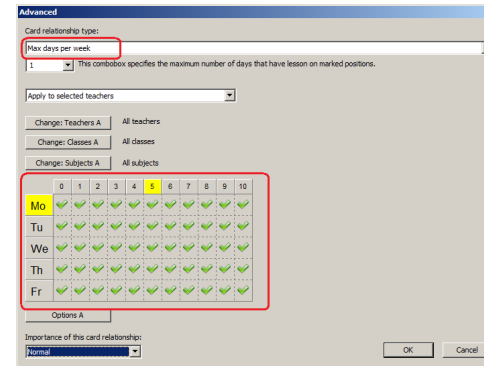 Advanced
Card relationship type:
Max days per week
1 This combobox specifies the maximum number of days that have lesson on marked positions.
Apply to selected teachers
Change: Teachers A All teachers
Change: Classes A All classes
Change: Subjects A All subjects
0 1 2 3 4 5 6 7 8 9 10
Mo
Tu
We
Th
Fr
Options A
Importance of this card relationship:
Normal
OK Cancel